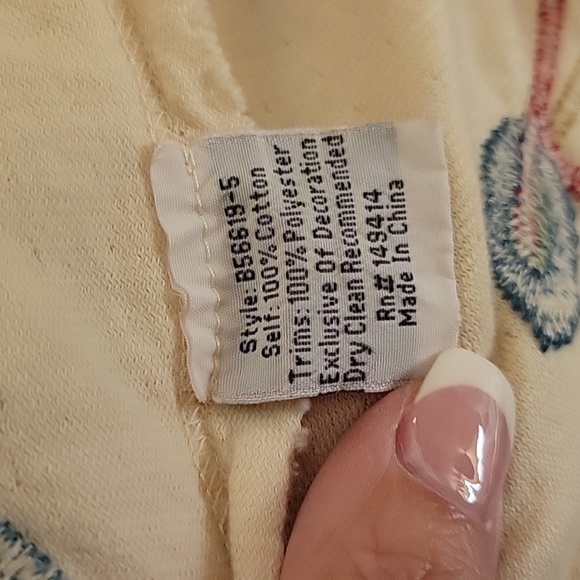 Style: B56619-5
Self: 100% Cotton
Trims: 100% Polyester
Exclusive Of Decoration
Dry Clean Recommended
Rn# 149414
Made In China